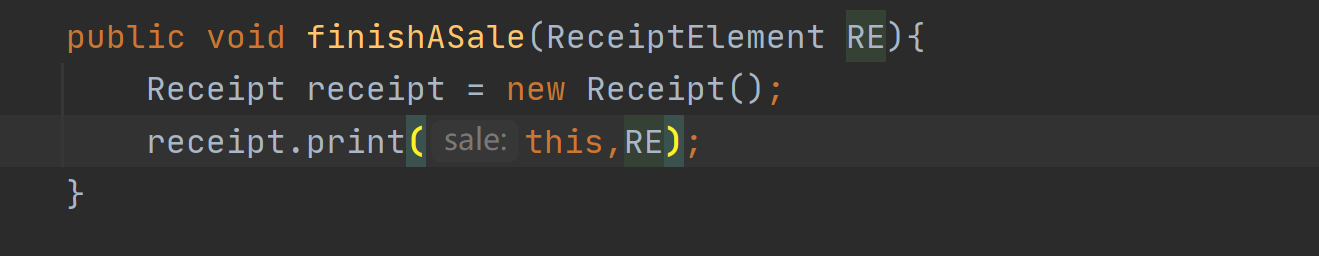 public void finishASale(ReceiptElement RE){
Receipt receipt = new Receipt();
receipt.print( sale: this,RE);
}